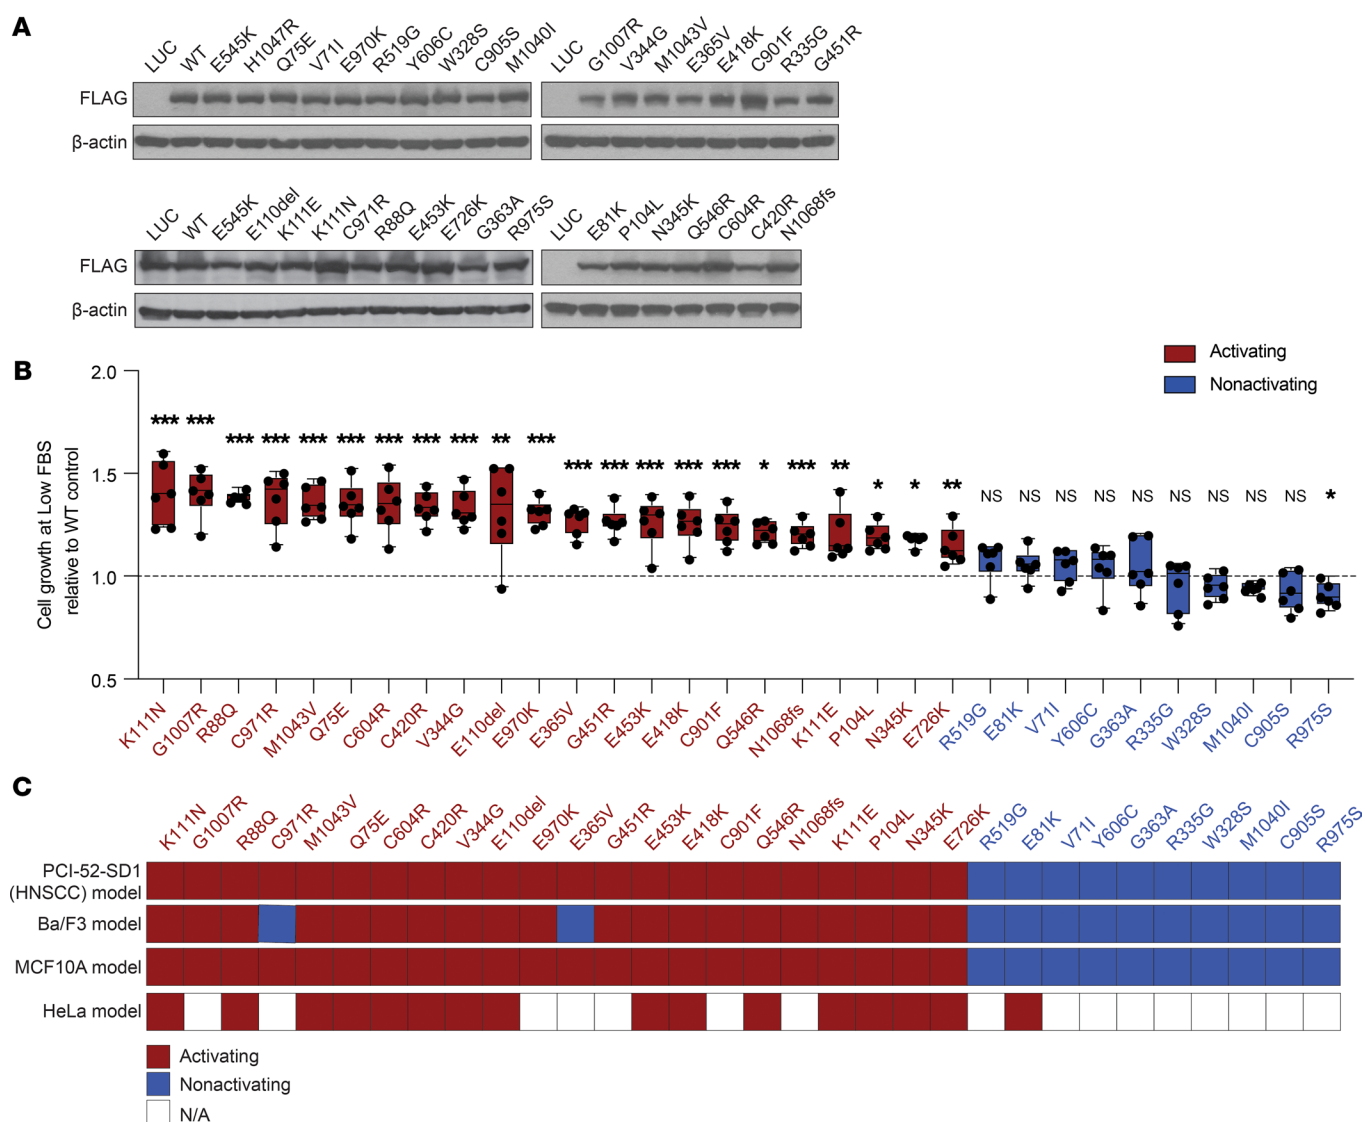 A
LUC WT E545K H1047R Q75E V71I E970K R519G Y606C W328S C905S M1040I LUC G1007R V344G M1043V E365V E418K C901F R335G G451R
FLAG
β-actin
LUC WT E545K E110del K111E K111N C971R R88Q E453K E726K G363A R975S LUC E81K P104L N345K Q546R C604R C420R N1068fs
FLAG
β-actin
B
Activating
Nonactivating
Cell growth at Low FBS
relative to WT control
2.0
1.5
1.0
0.5
*** *** *** *** *** *** *** *** *** ** *** *** *** *** *** *** * *** ** * * ** NS NS NS NS NS NS NS NS NS *
K111N G1007R R88Q C971R M1043V Q75E C604R C420R V344G E110del E970K E365V G451R E453K E418K C901F Q546R N1068fs K111E P104L N345K E726K R519G E81K V71I Y606C G363A R335G W328S M1040I C905S R975S
C
K111N G1007R R88Q C971R M1043V Q75E C604R C420R V344G E110del E970K E365V G451R E453K E418K C901F Q546R N1068fs K111E P104L N345K E726K R519G E81K V71I Y606C G363A R335G W328S M1040I C905S R975S
PCI-52-SD1
(HNSCC) model
Ba/F3 model
MCF10A model
HeLa model
Activating
Nonactivating
N/A